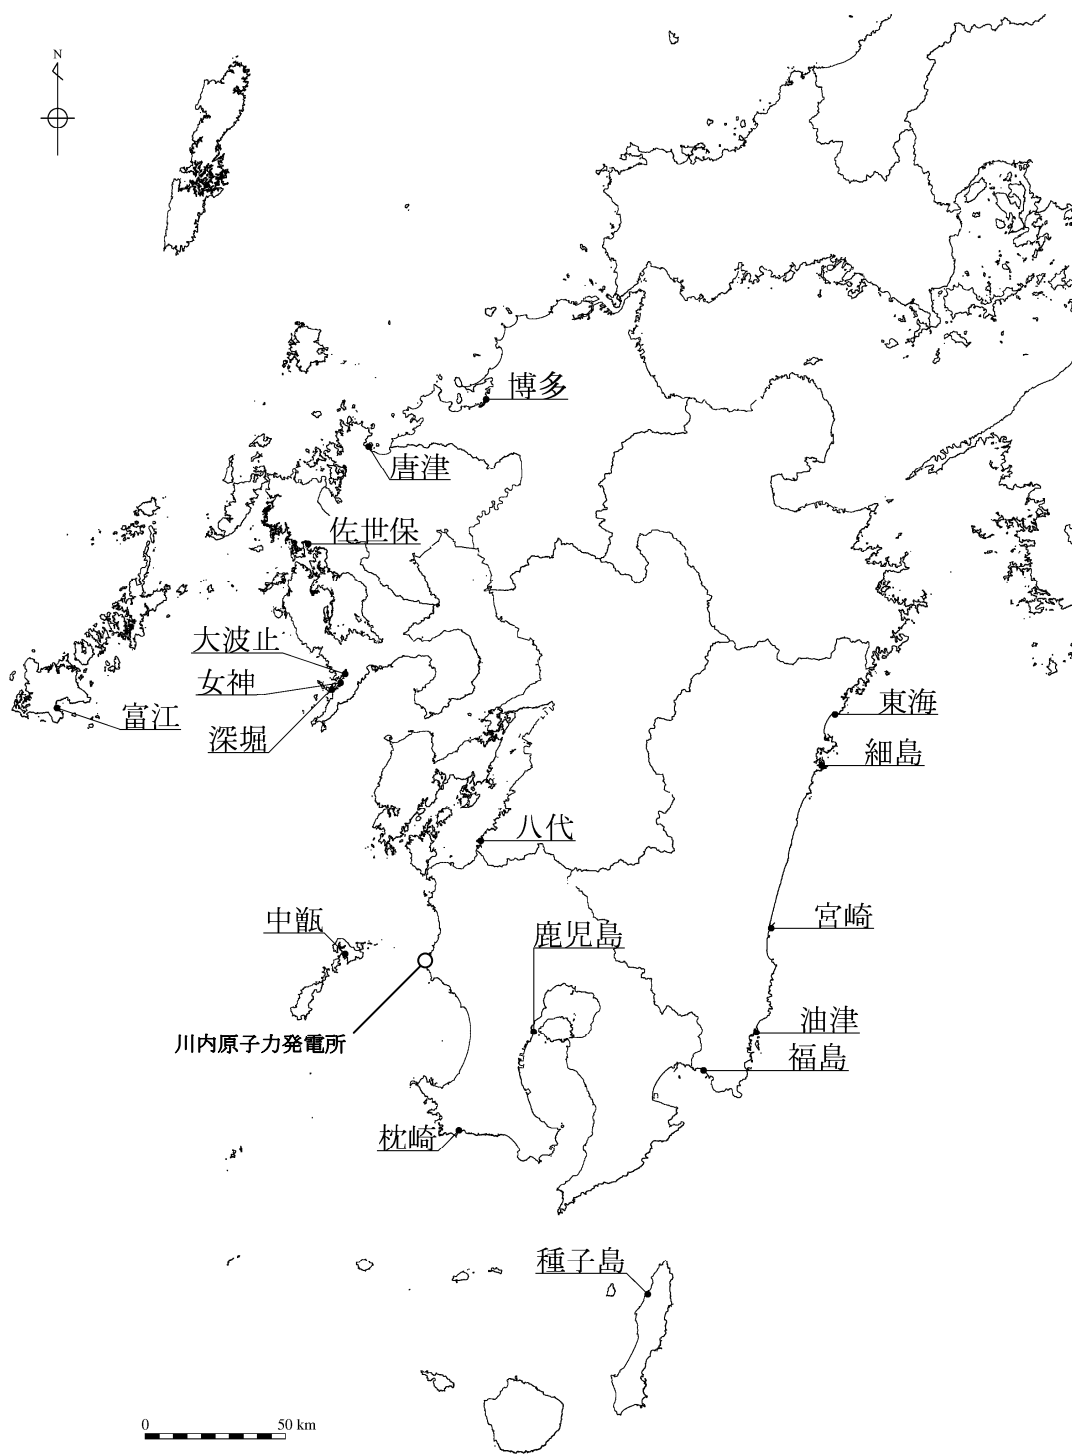 N
博多
唐津
佐世保
大波止
女神
深堀
富江
東海
細島
八代
中甑
鹿児島
宮崎
川内原子力発電所
油津
福島
枕崎
種子島
0 50 km